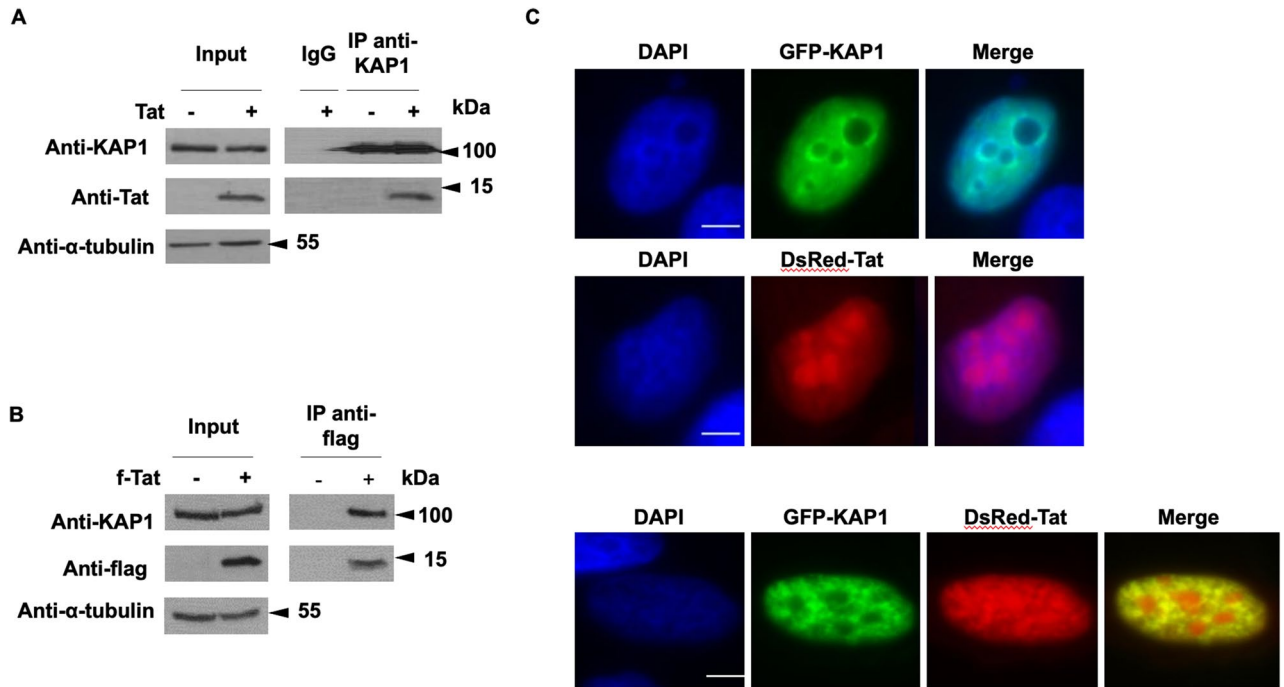 A
Input
IgG
IP anti-
KAP1
Tat - + + - + kDa
Anti-KAP1
100
Anti-Tat
15
Anti-α-tubulin
55
B
Input
IP anti-
flag
f-Tat - + - + kDa
Anti-KAP1
100
Anti-flag
15
Anti-α-tubulin
55
C
DAPI GFP-KAP1 Merge
DAPI DsRed-Tat Merge
DAPI GFP-KAP1 DsRed-Tat Merge